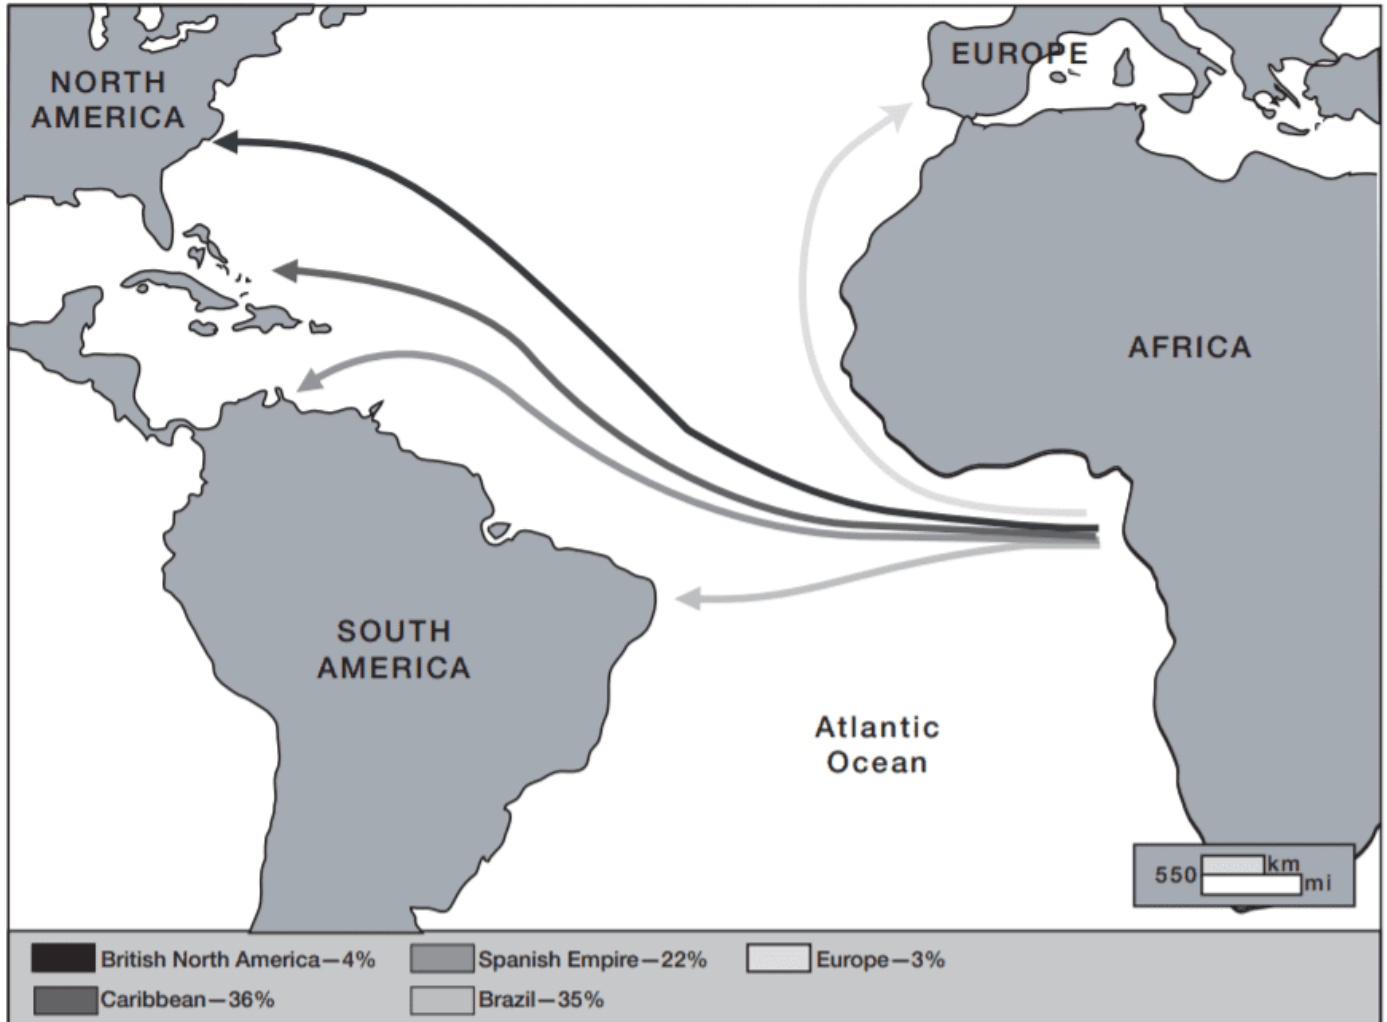 EUROPE
NORTH
AMERICA
AFRICA
SOUTH
AMERICA
Atlantic
Ocean
550 km
mi
British North America—4%
Spanish Empire—22%
Europe—3%
Caribbean—36%
Brazil—35%